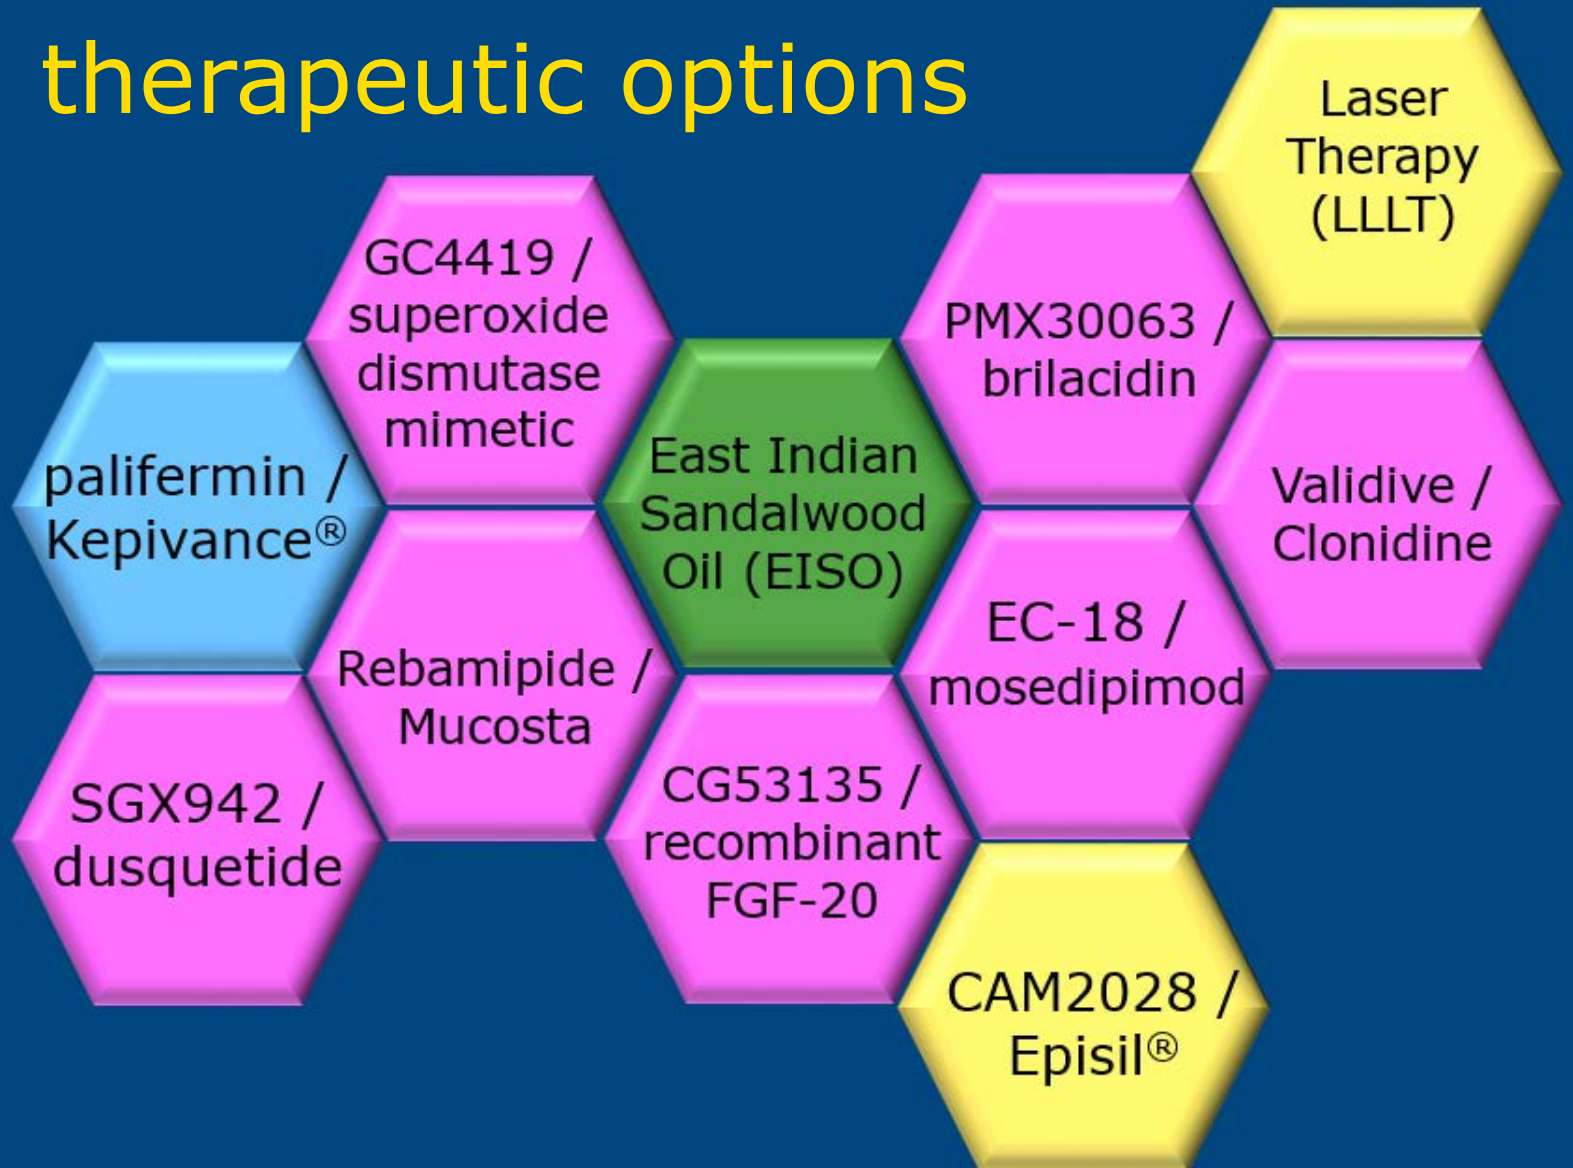 therapeutic options
Laser
Therapy
(LLLT)
GC4419 /
superoxide
dismutase
mimetic
PMX30063 /
brilacidin
palifermin /
Kepivance®
East Indian
Sandalwood
Oil (EISO)
Validive /
Clonidine
Rebamipide /
Mucosta
EC-18 /
mosedipimod
SGX942 /
dusquetide
CG53135 /
recombinant
FGF-20
CAM2028 /
Episil®